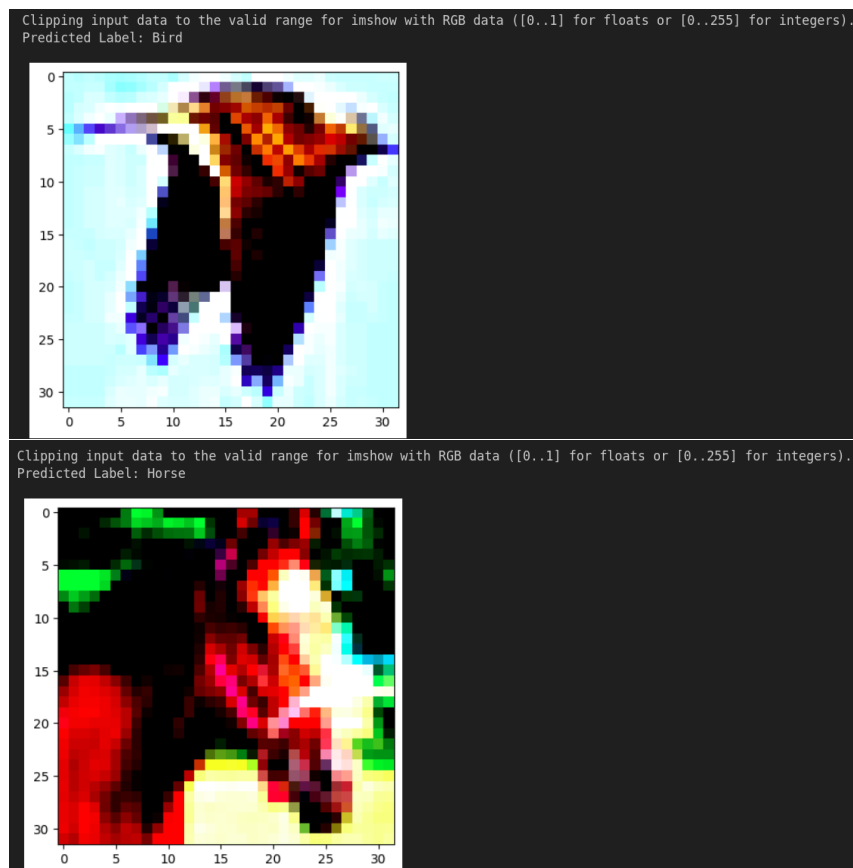 Clipping input data to the valid range for imshow with RGB data ([0..1] for floats or [0..255] for integers).
Predicted Label: Bird
0
5
10
15
20
25
30
0 5 10 15 20 25 30
Clipping input data to the valid range for imshow with RGB data ([0..1] for floats or [0..255] for integers).
Predicted Label: Horse
0
5
10
15
20
25
30
0 5 10 15 20 25 30